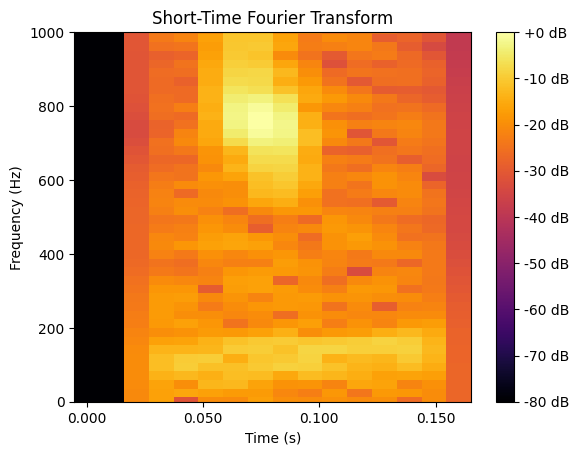 Short-Time Fourier Transform
Frequency (Hz)
1000
800
600
400
200
0
0.000
0.050
0.100
0.150
Time (s)
+0 dB
-10 dB
-20 dB
-30 dB
-40 dB
-50 dB
-60 dB
-70 dB
-80 dB